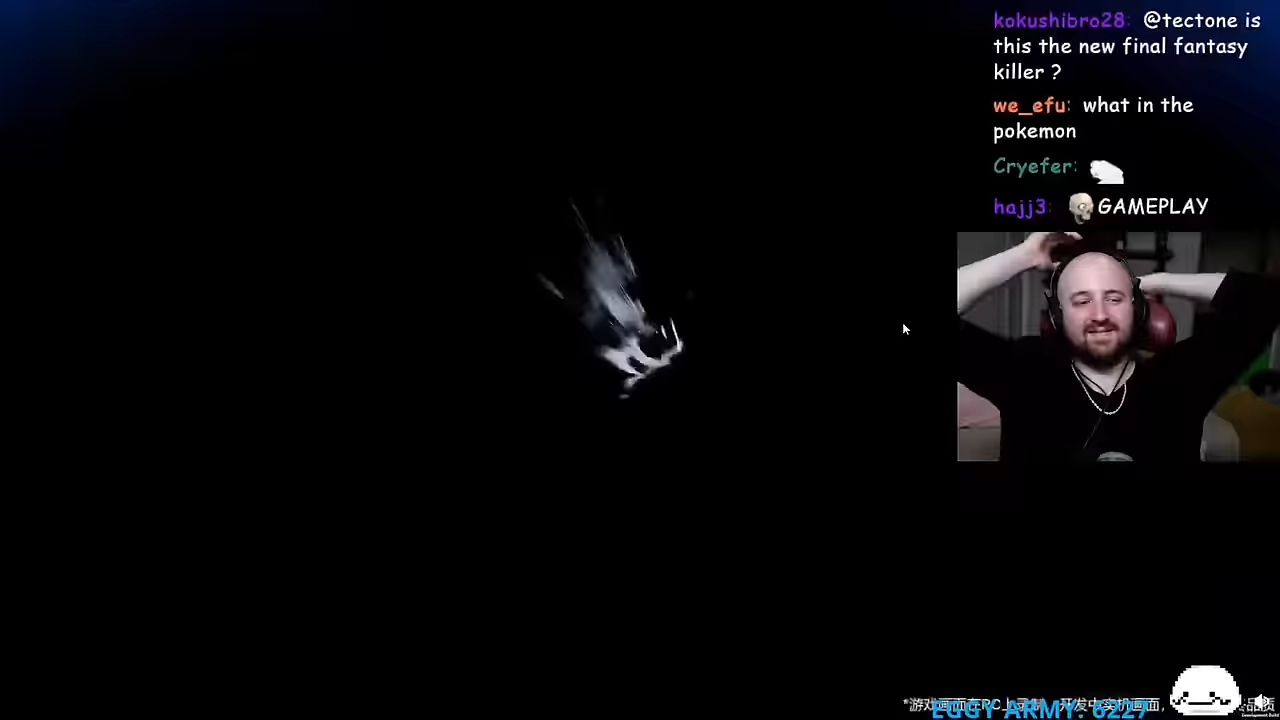 kokushibro28: @tectone is
this the new final fantasy
killer ?
we_efu: what in the
pokemon
Cryefer:
hajj3: GAMEPLAY
*游戏画面在PC上录制
开发中实机画面
EGGY ARMY: 6227